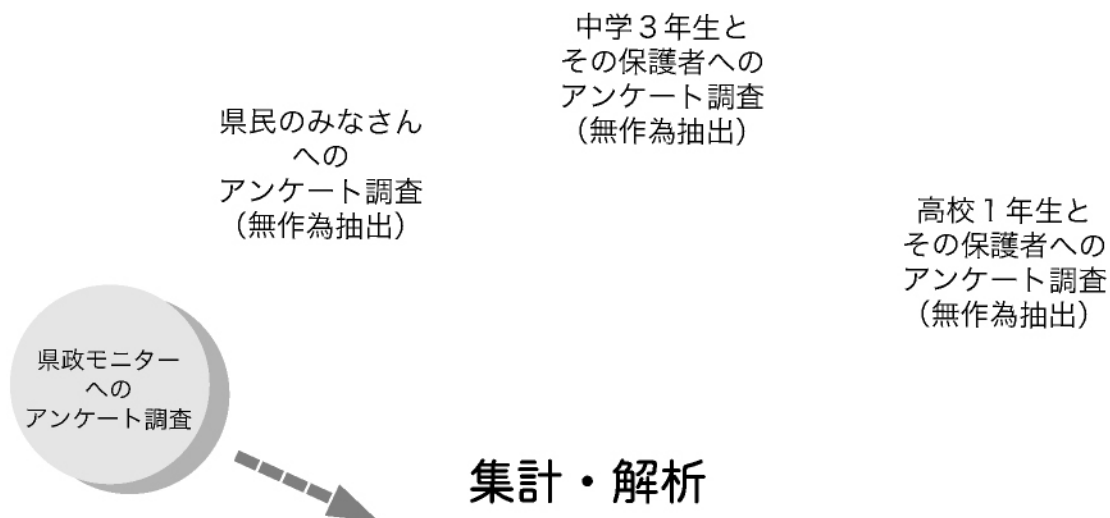 中学３年生と
その保護者への
アンケート調査
（無作為抽出）
県民のみなさん
への
アンケート調査
（無作為抽出）
高校１年生と
その保護者への
アンケート調査
（無作為抽出）
県政モニター
への
アンケート調査
集計・解析